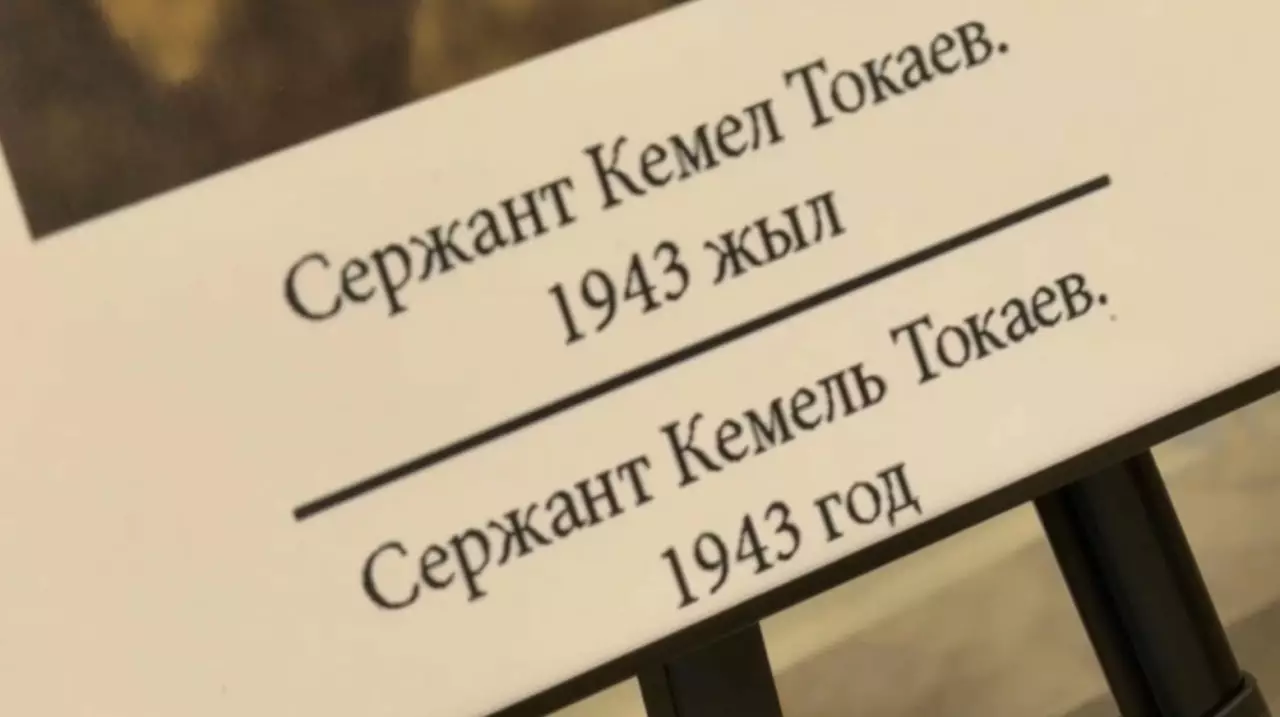 Сержант Кемел Токаев.
1943 жыл
Сержант Кемель Токаев.
1943 год